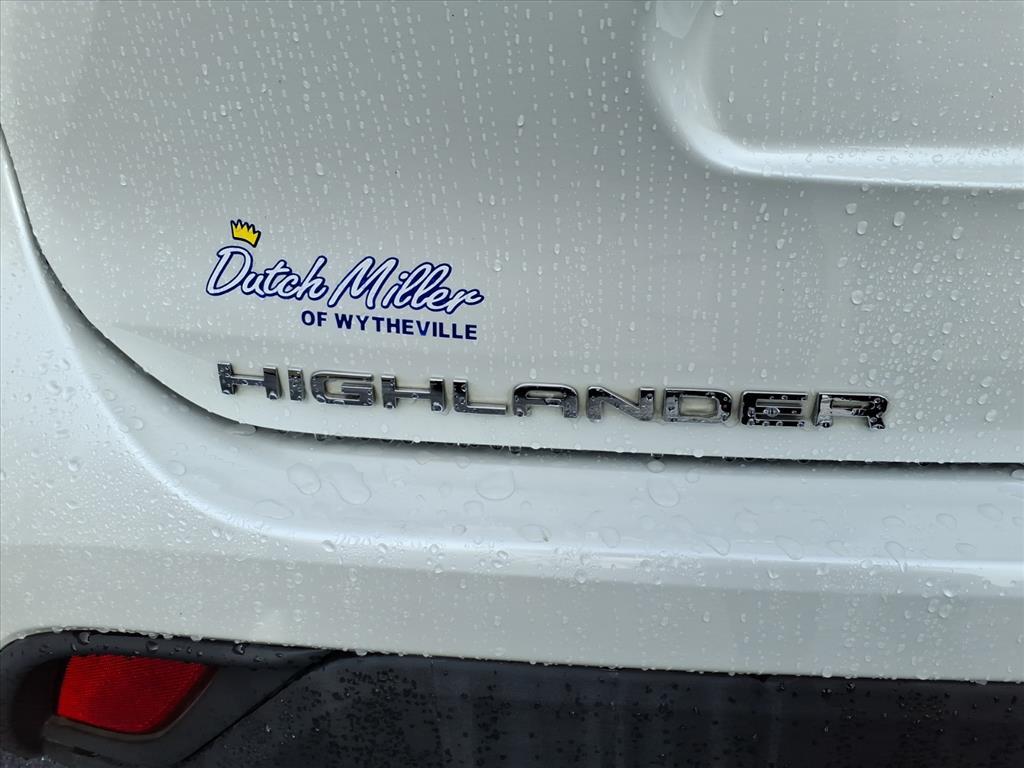 Dutch Miller
OF WYTHEVILLE
HIGHLANDER